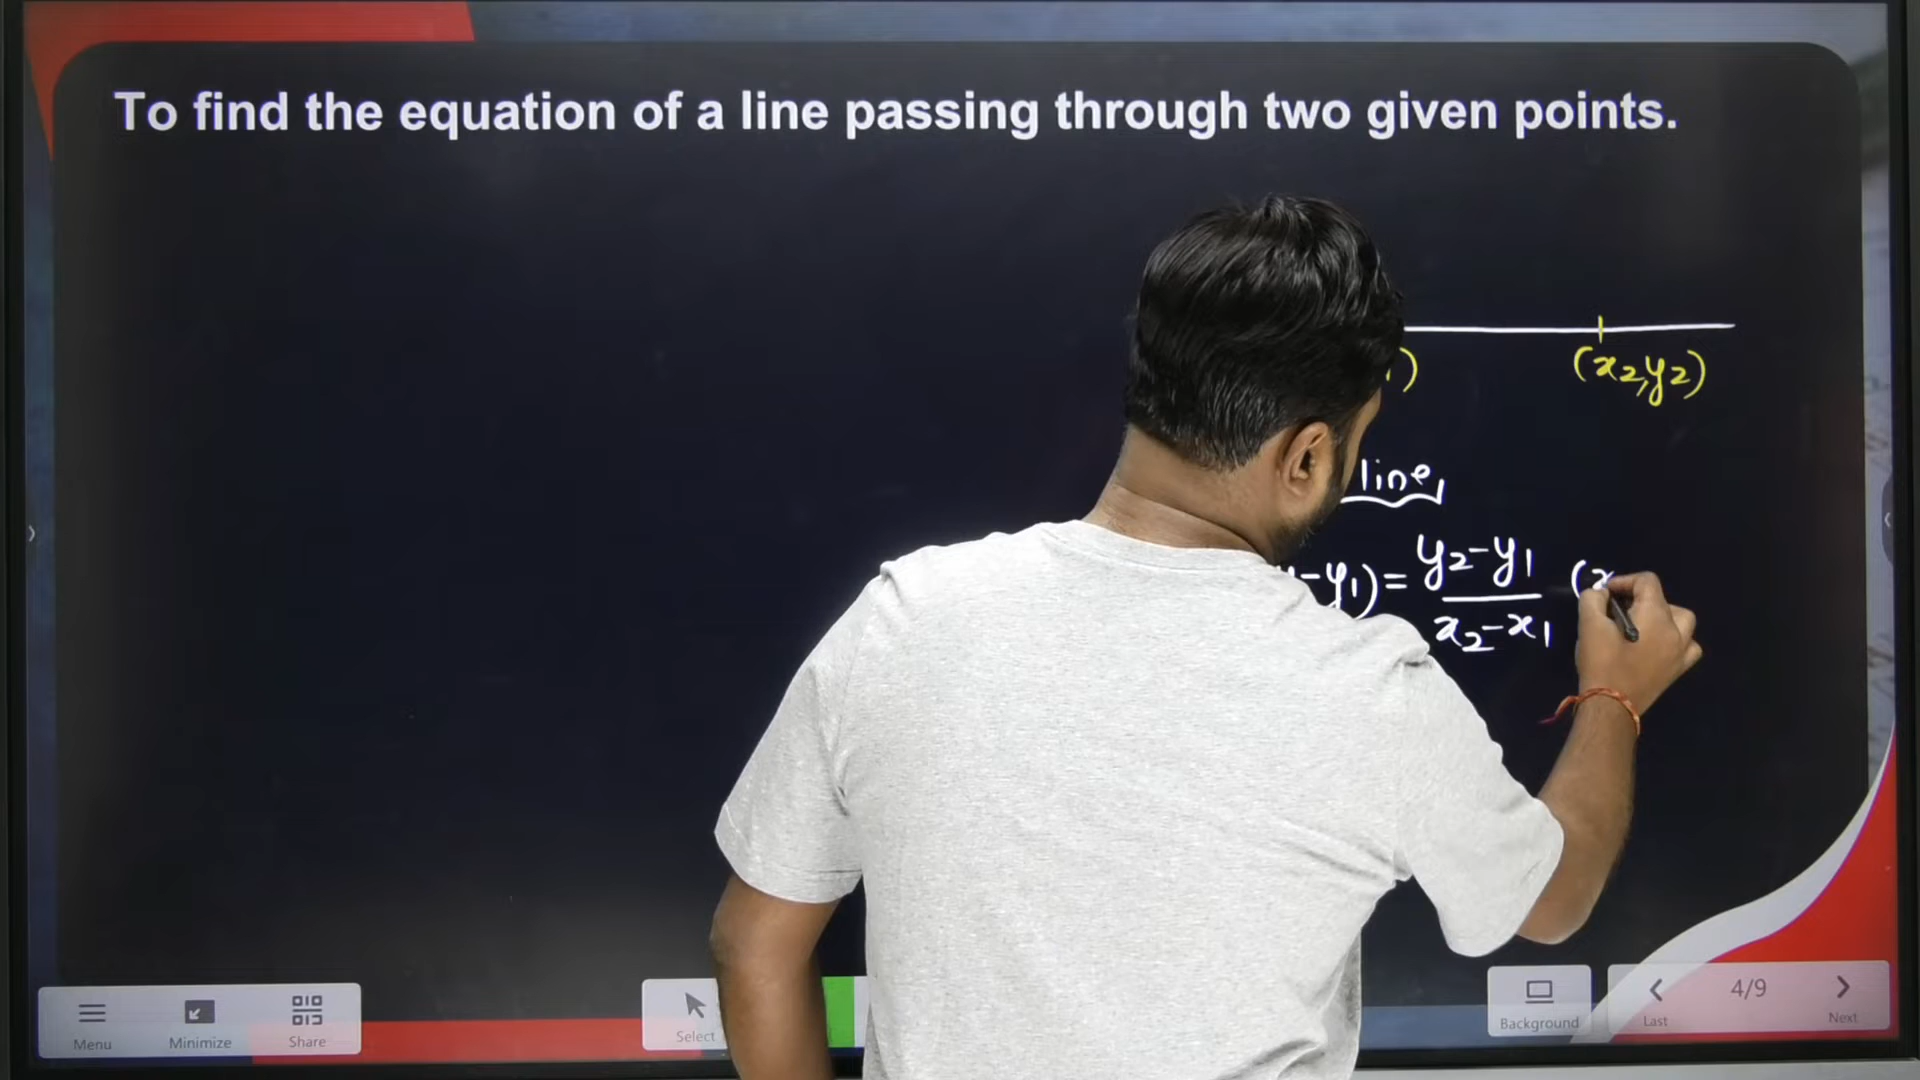 To find the equation of a line passing through two given points.
)
(x2,y2)
line,
-y1)= y2-y1 (x
x2-x1
Menu
Minimize
Share
Select
Background
Last
4/9
Next